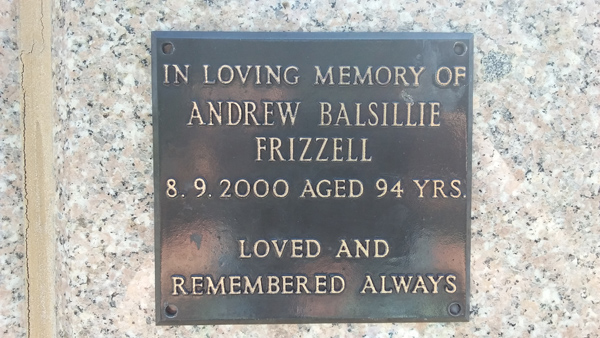 IN LOVING MEMORY OF
ANDREW BALSILLIE
FRIZZELL
8.9.2000 AGED 94 YRS.
LOVED AND
REMEMBERED ALWAYS